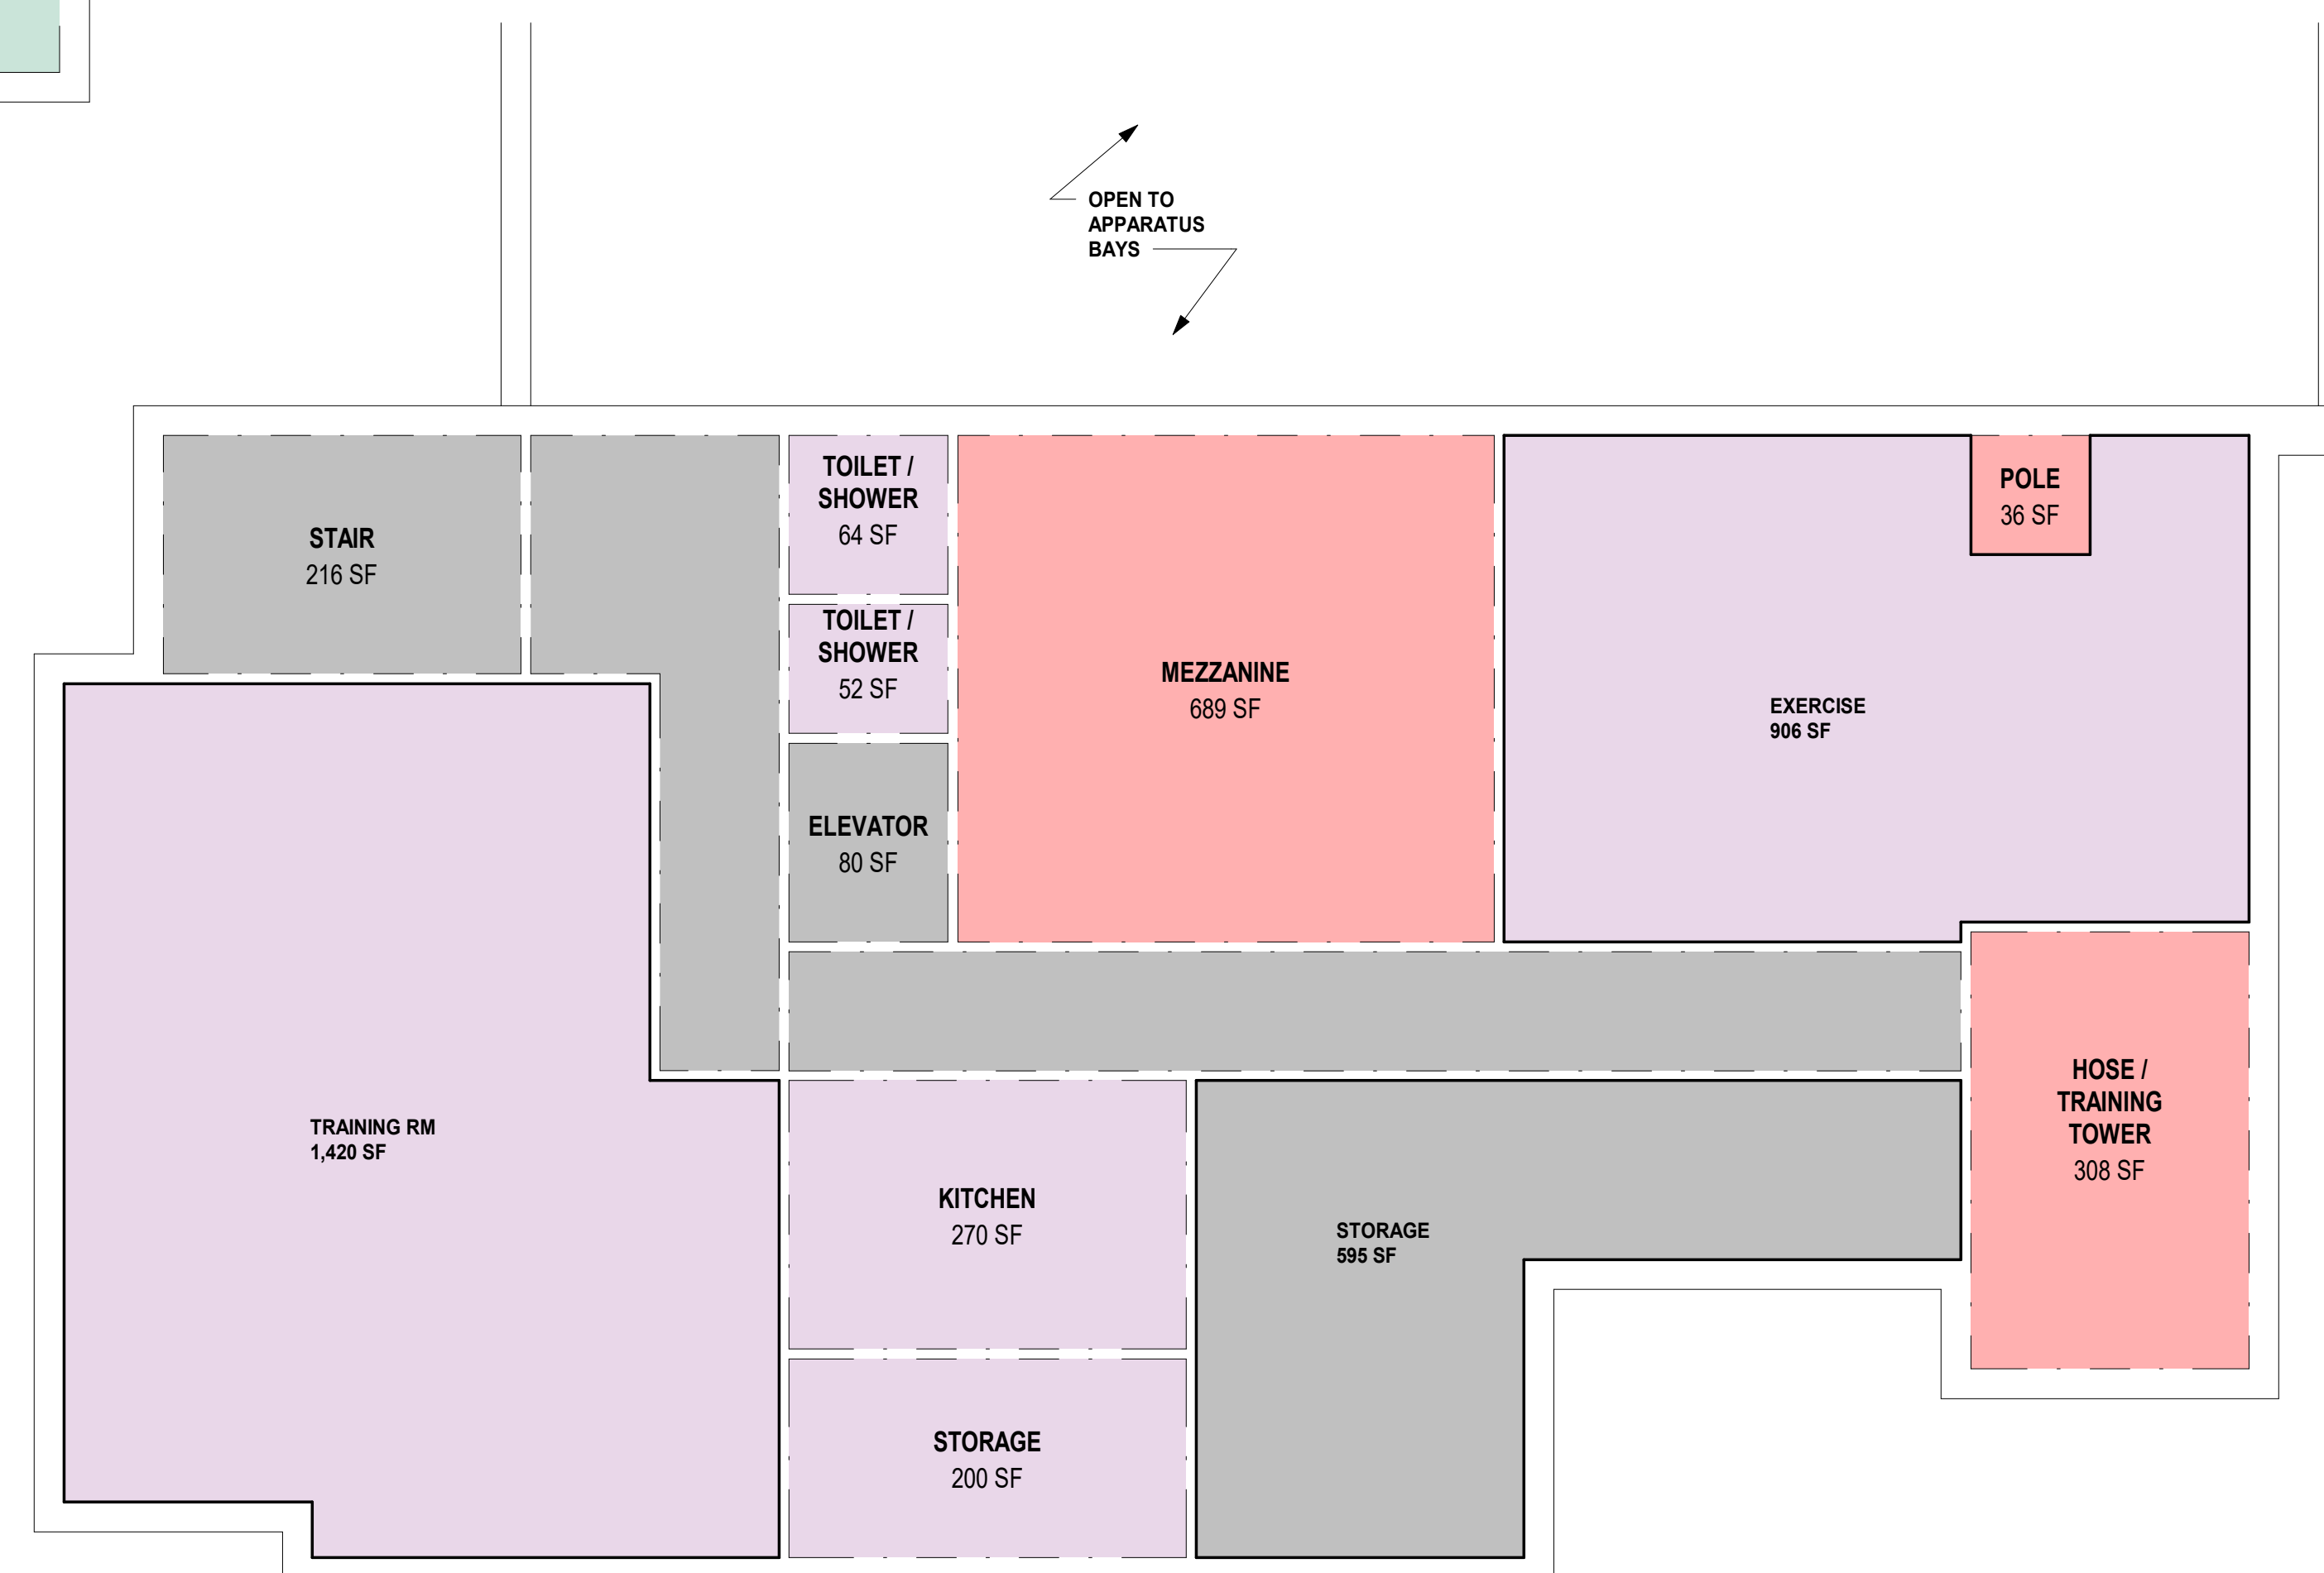 OPEN TO
APPARATUS
BAYS
STAIR
216 SF
TOILET /
SHOWER
64 SF
TOILET /
SHOWER
52 SF
ELEVATOR
80 SF
MEZZANINE
689 SF
POLE
36 SF
EXERCISE
906 SF
TRAINING RM
1,420 SF
KITCHEN
270 SF
STORAGE
200 SF
STORAGE
595 SF
HOSE /
TRAINING
TOWER
308 SF